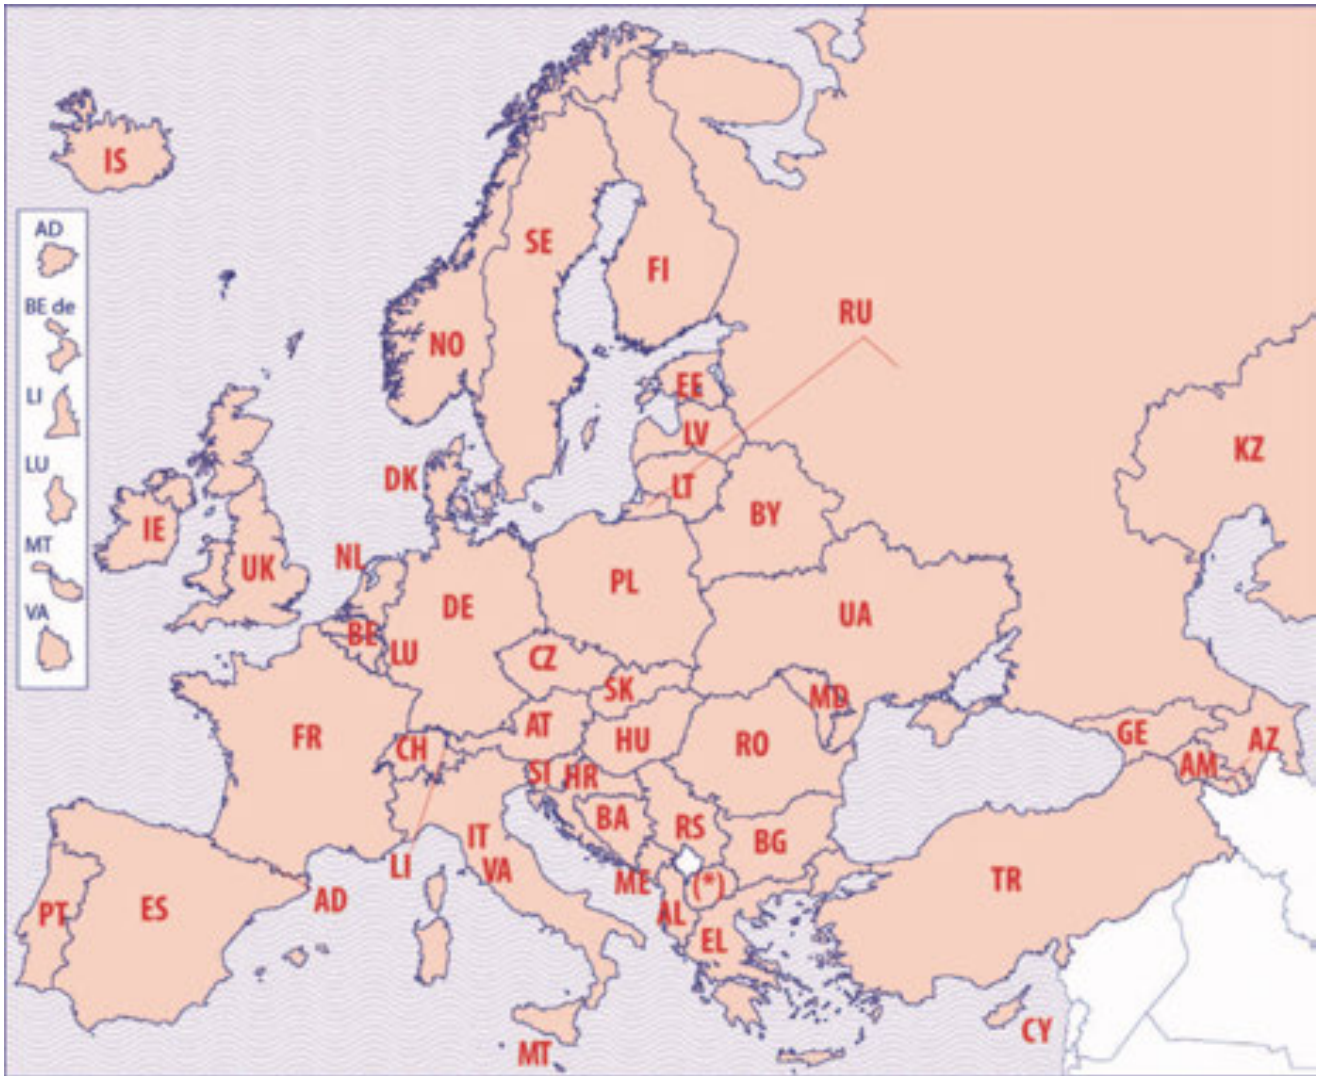 IS
AD
BE de
LI
LU
MT
VA
SE
FI
NO
RU
EE
LV
LT
DK
IE
UK
NL
BE
LU
DE
PL
BY
UA
KZ
CZ
SK
AT
HU
MD
RO
FR
CH
SI
HR
BA
RS
BG
GE
AM
AZ
IT
VA
LI
ME
(*)
AL
EL
TR
PT
ES
AD
MT
CY